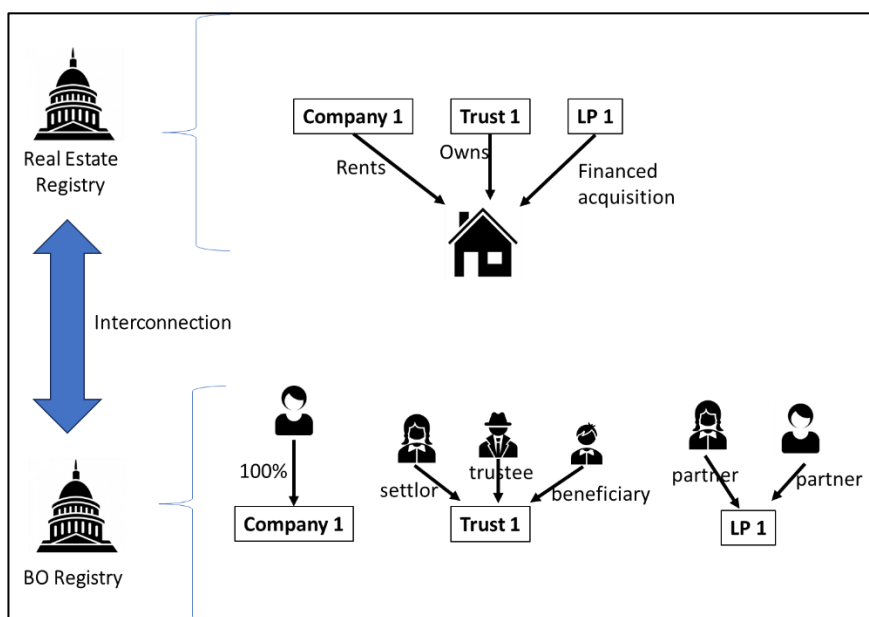 Real Estate
Registry
Company 1
Trust 1
LP 1
Rents
Owns
Financed
acquisition
Interconnection
BO Registry
100%
Company 1
settlor
trustee
beneficiary
Trust 1
partner
partner
LP 1